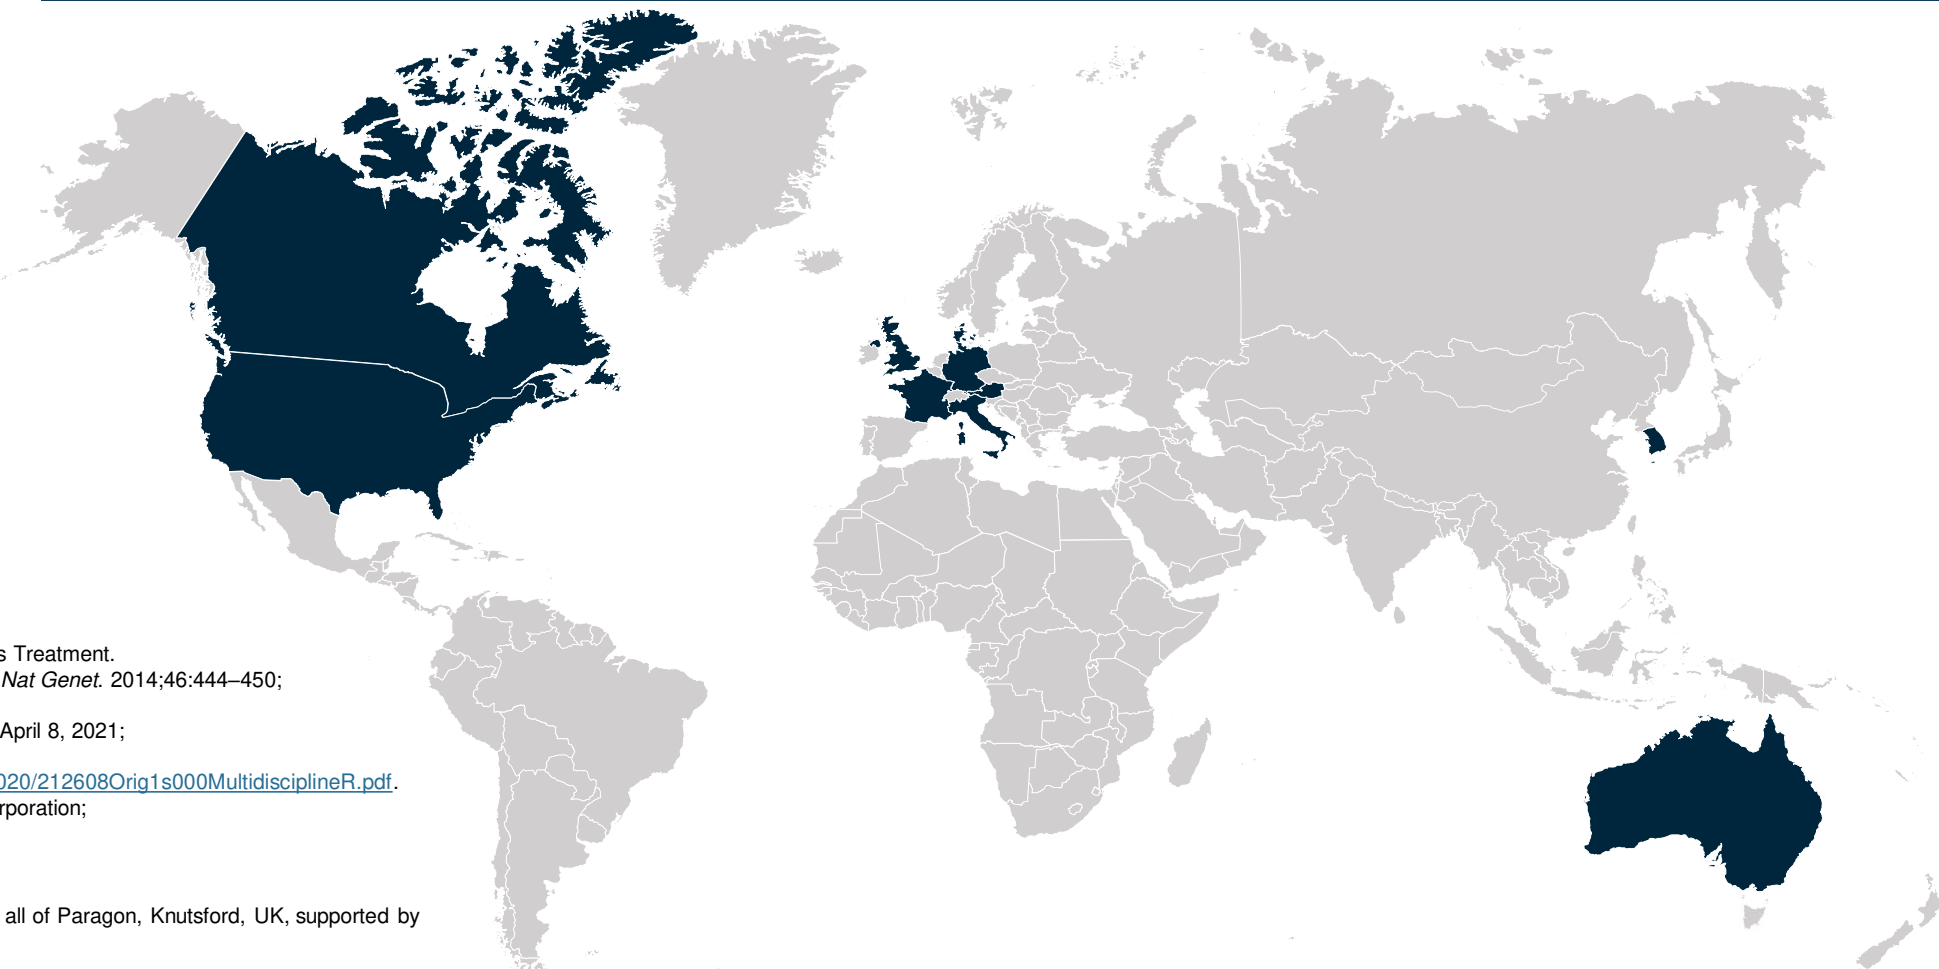 s Treatment.
Nat Genet. 2014;46:444–450;
April 8, 2021;
020/212608Orig1s000MultidisciplineR.pdf.
rporation;
all of Paragon, Knutsford, UK, supported by